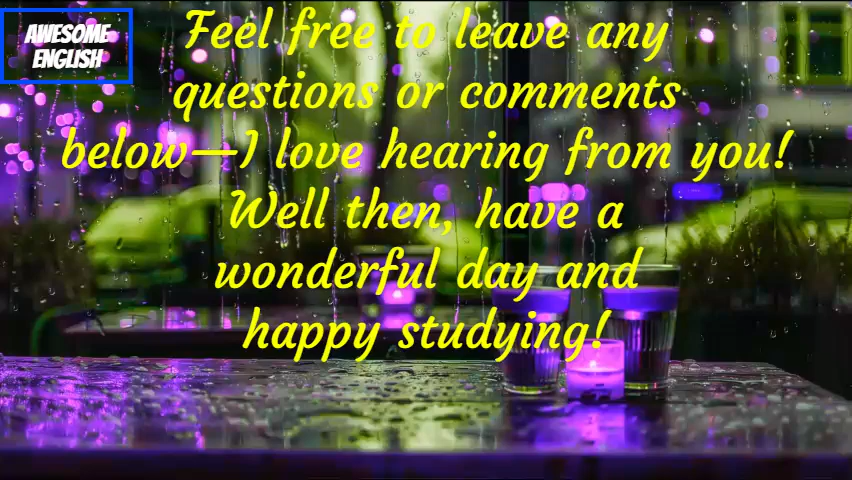 AWESOME
ENGLISH
Feel free to leave any
questions or comments
below—I love hearing from you!
Well then, have a
wonderful day and
happy studying!